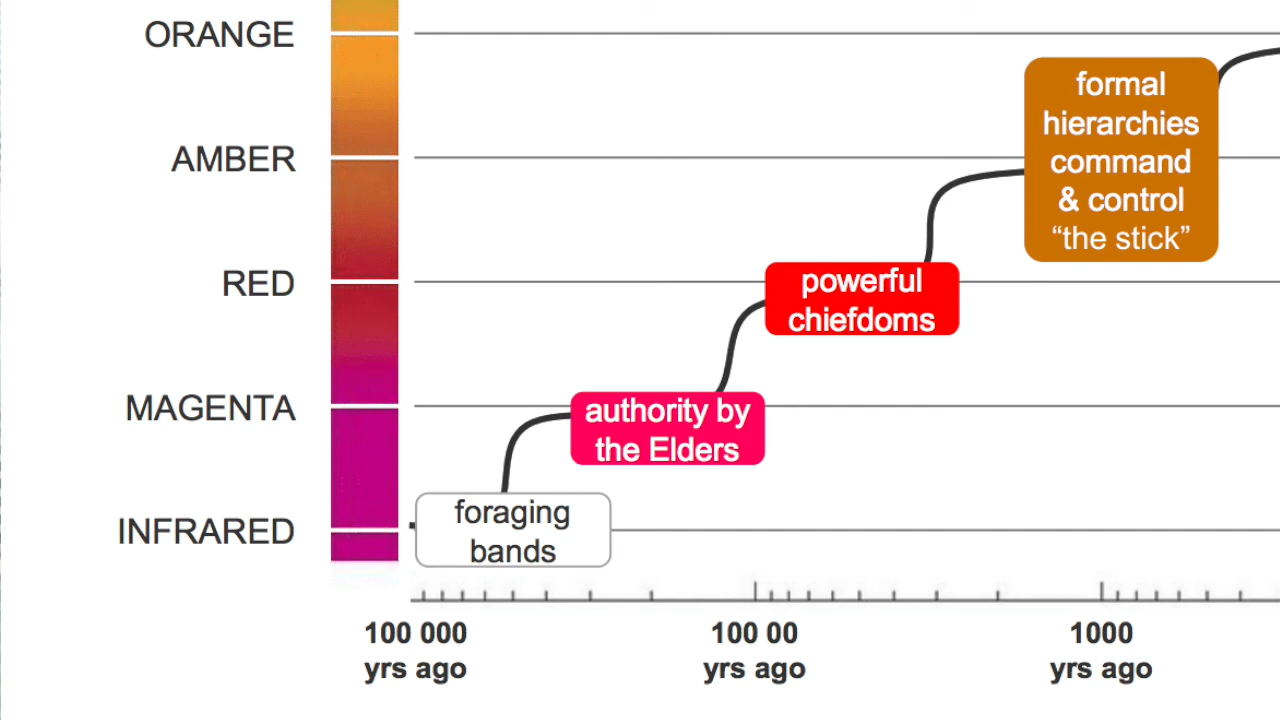 ORANGE
formal
hierarchies
command
& control
“the stick”
AMBER
RED
powerful
chiefdoms
MAGENTA
authority by
the Elders
INFRARED
foraging
bands
100 000
yrs ago
100 00
yrs ago
1000
yrs ago